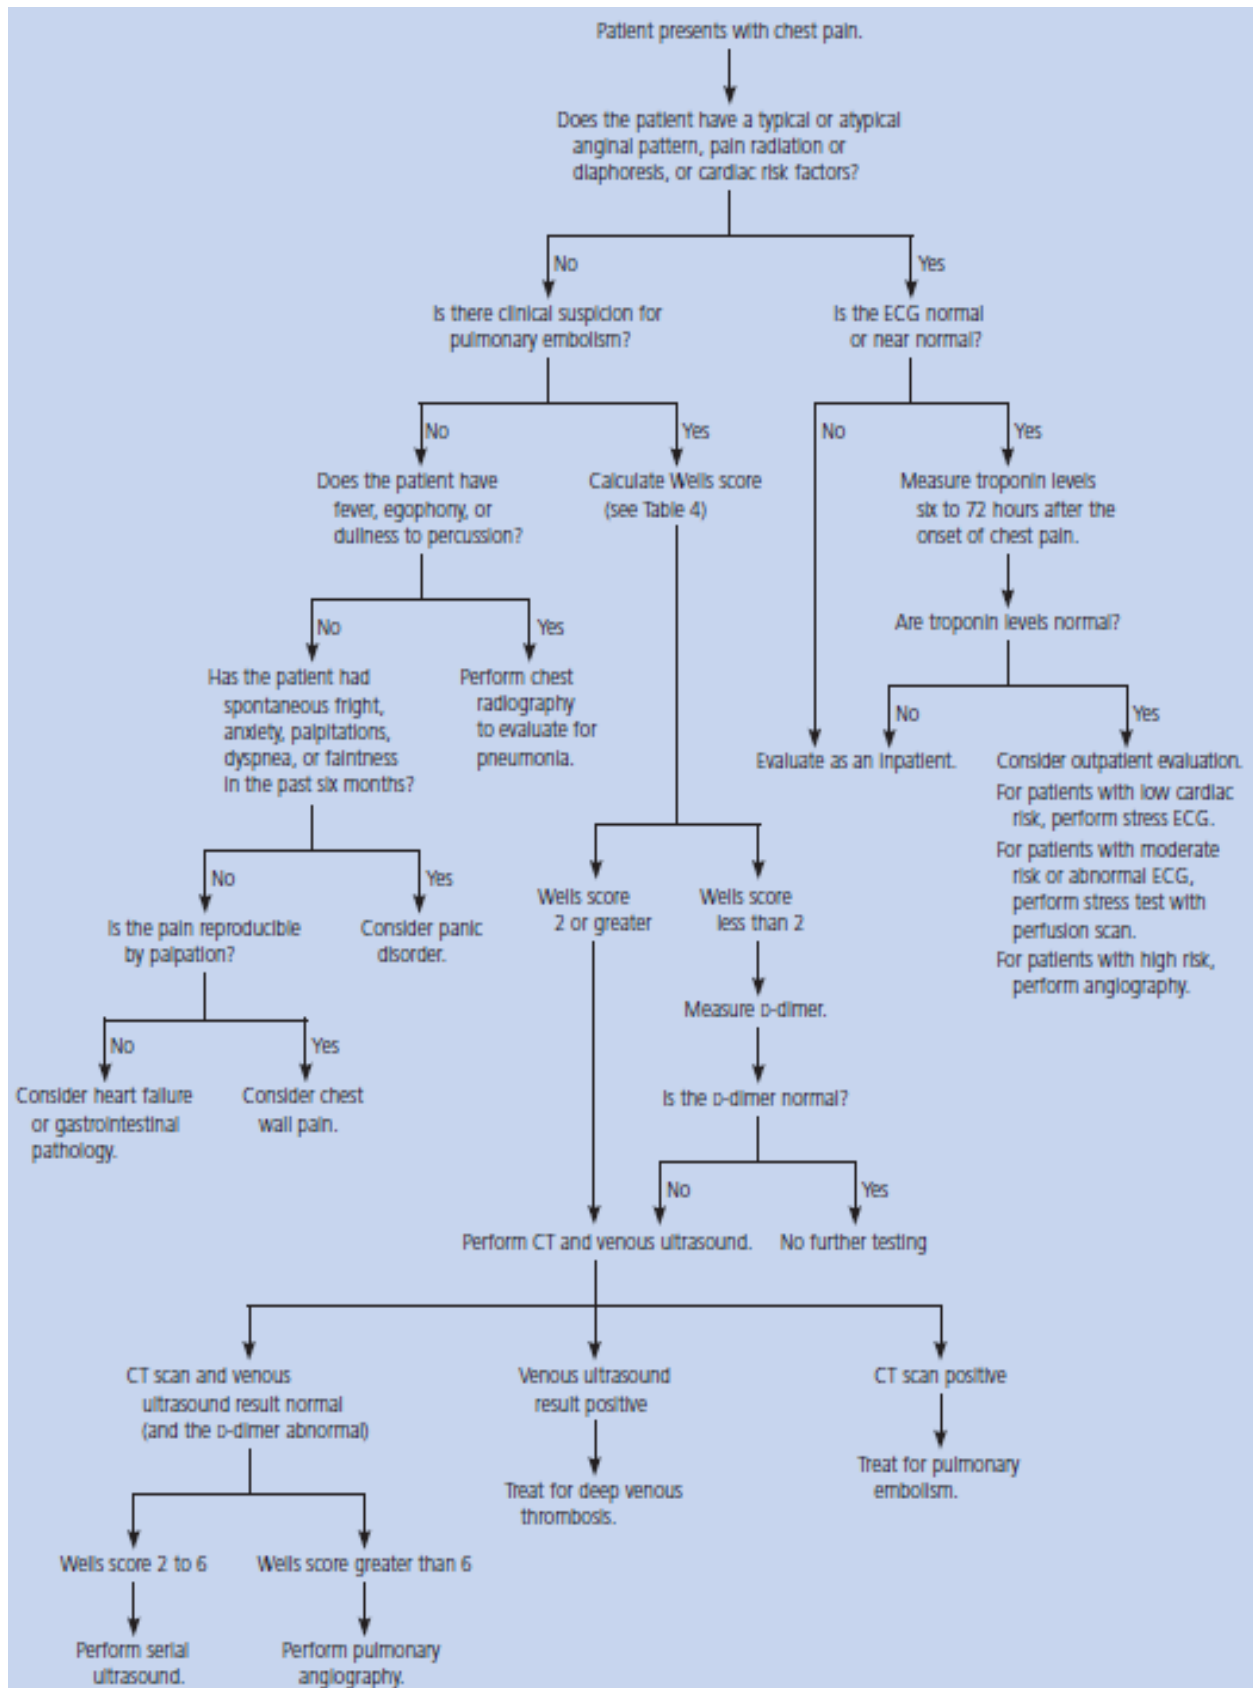 Patient presents with chest pain.
Does the patient have a typical or atypical
anginal pattern, pain radiation or
diaphoresis, or cardiac risk factors?
No
Yes
Is there clinical suspicion for
pulmonary embolism?
Is the ECG normal
or near normal?
No
Yes
No
Yes
Does the patient have
fever, egophony, or
dullness to percussion?
Calculate Wells score
(see Table 4)
Measure troponin levels
six to 72 hours after the
onset of chest pain.
Are troponin levels normal?
No
Yes
Has the patient had
spontaneous fright,
anxiety, palpitations,
dyspnea, or faintness
in the past six months?
Perform chest
radiography
to evaluate for
pneumonia.
No
Yes
Evaluate as an inpatient.
Consider outpatient evaluation.
For patients with low cardiac
risk, perform stress ECG.
For patients with moderate
risk or abnormal ECG,
perform stress test with
perfusion scan.
For patients with high risk,
perform angiography.
No
Yes
Is the pain reproducible
by palpation?
Consider panic
disorder.
Wells score
2 or greater
Wells score
less than 2
Measure D-dimer.
No
Yes
Consider heart failure
or gastrointestinal
pathology.
Consider chest
wall pain.
Is the D-dimer normal?
No
Yes
Perform CT and venous ultrasound.
No further testing
CT scan and venous
ultrasound result normal
(and the D-dimer abnormal)
Venous ultrasound
result positive
CT scan positive
Treat for deep venous
thrombosis.
Treat for pulmonary
embolism.
Wells score 2 to 6
Wells score greater than 6
Perform serial
ultrasound.
Perform pulmonary
angiography.